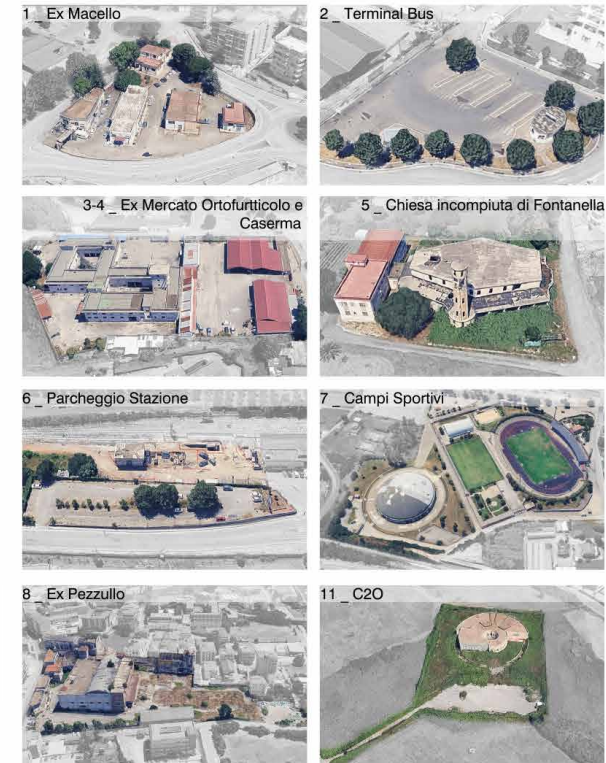 1 _ Ex Macello
2 _ Terminal Bus
3-4 _ Ex Mercato Ortofurtticolo e
Caserma
5 _ Chiesa incompiuta di Fontanella
6 _ Parcheggio Stazione
7 _ Campi Sportivi
8 _ Ex Pezzullo
11 _ C2O